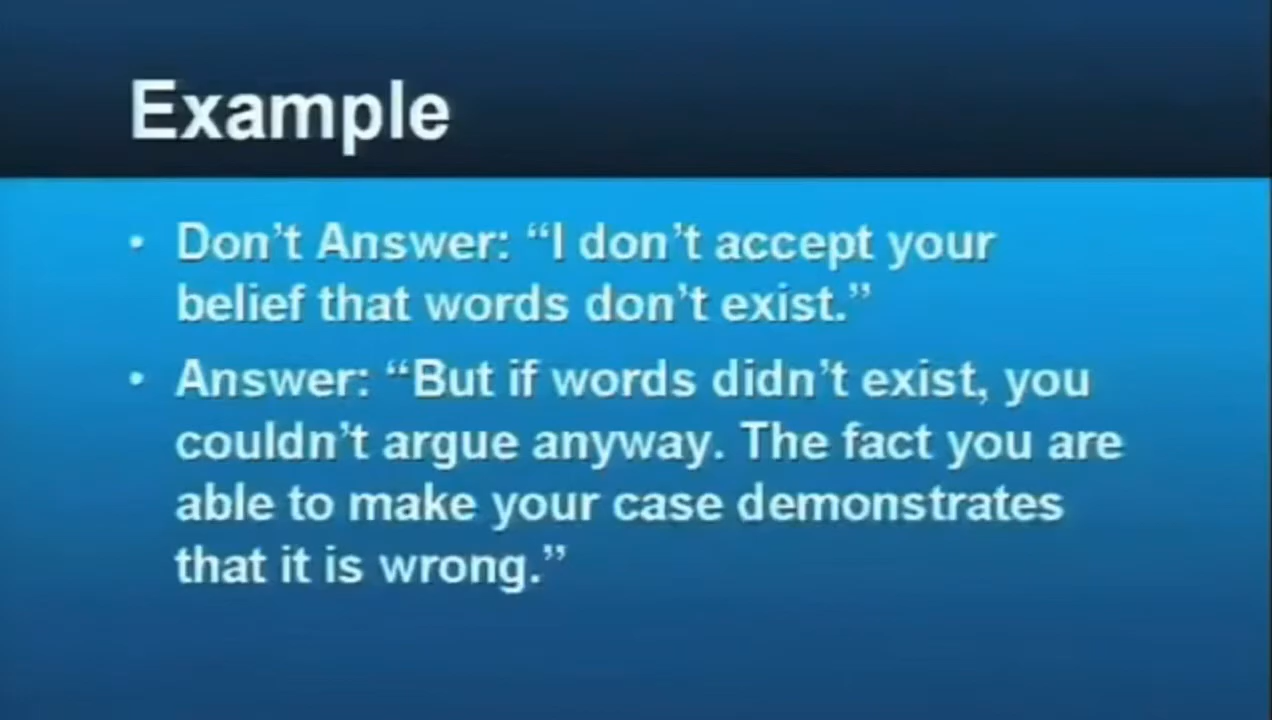 Example
• Don't Answer: “I don't accept your
belief that words don't exist.”
• Answer: “But if words didn't exist, you
couldn't argue anyway. The fact you are
able to make your case demonstrates
that it is wrong.”